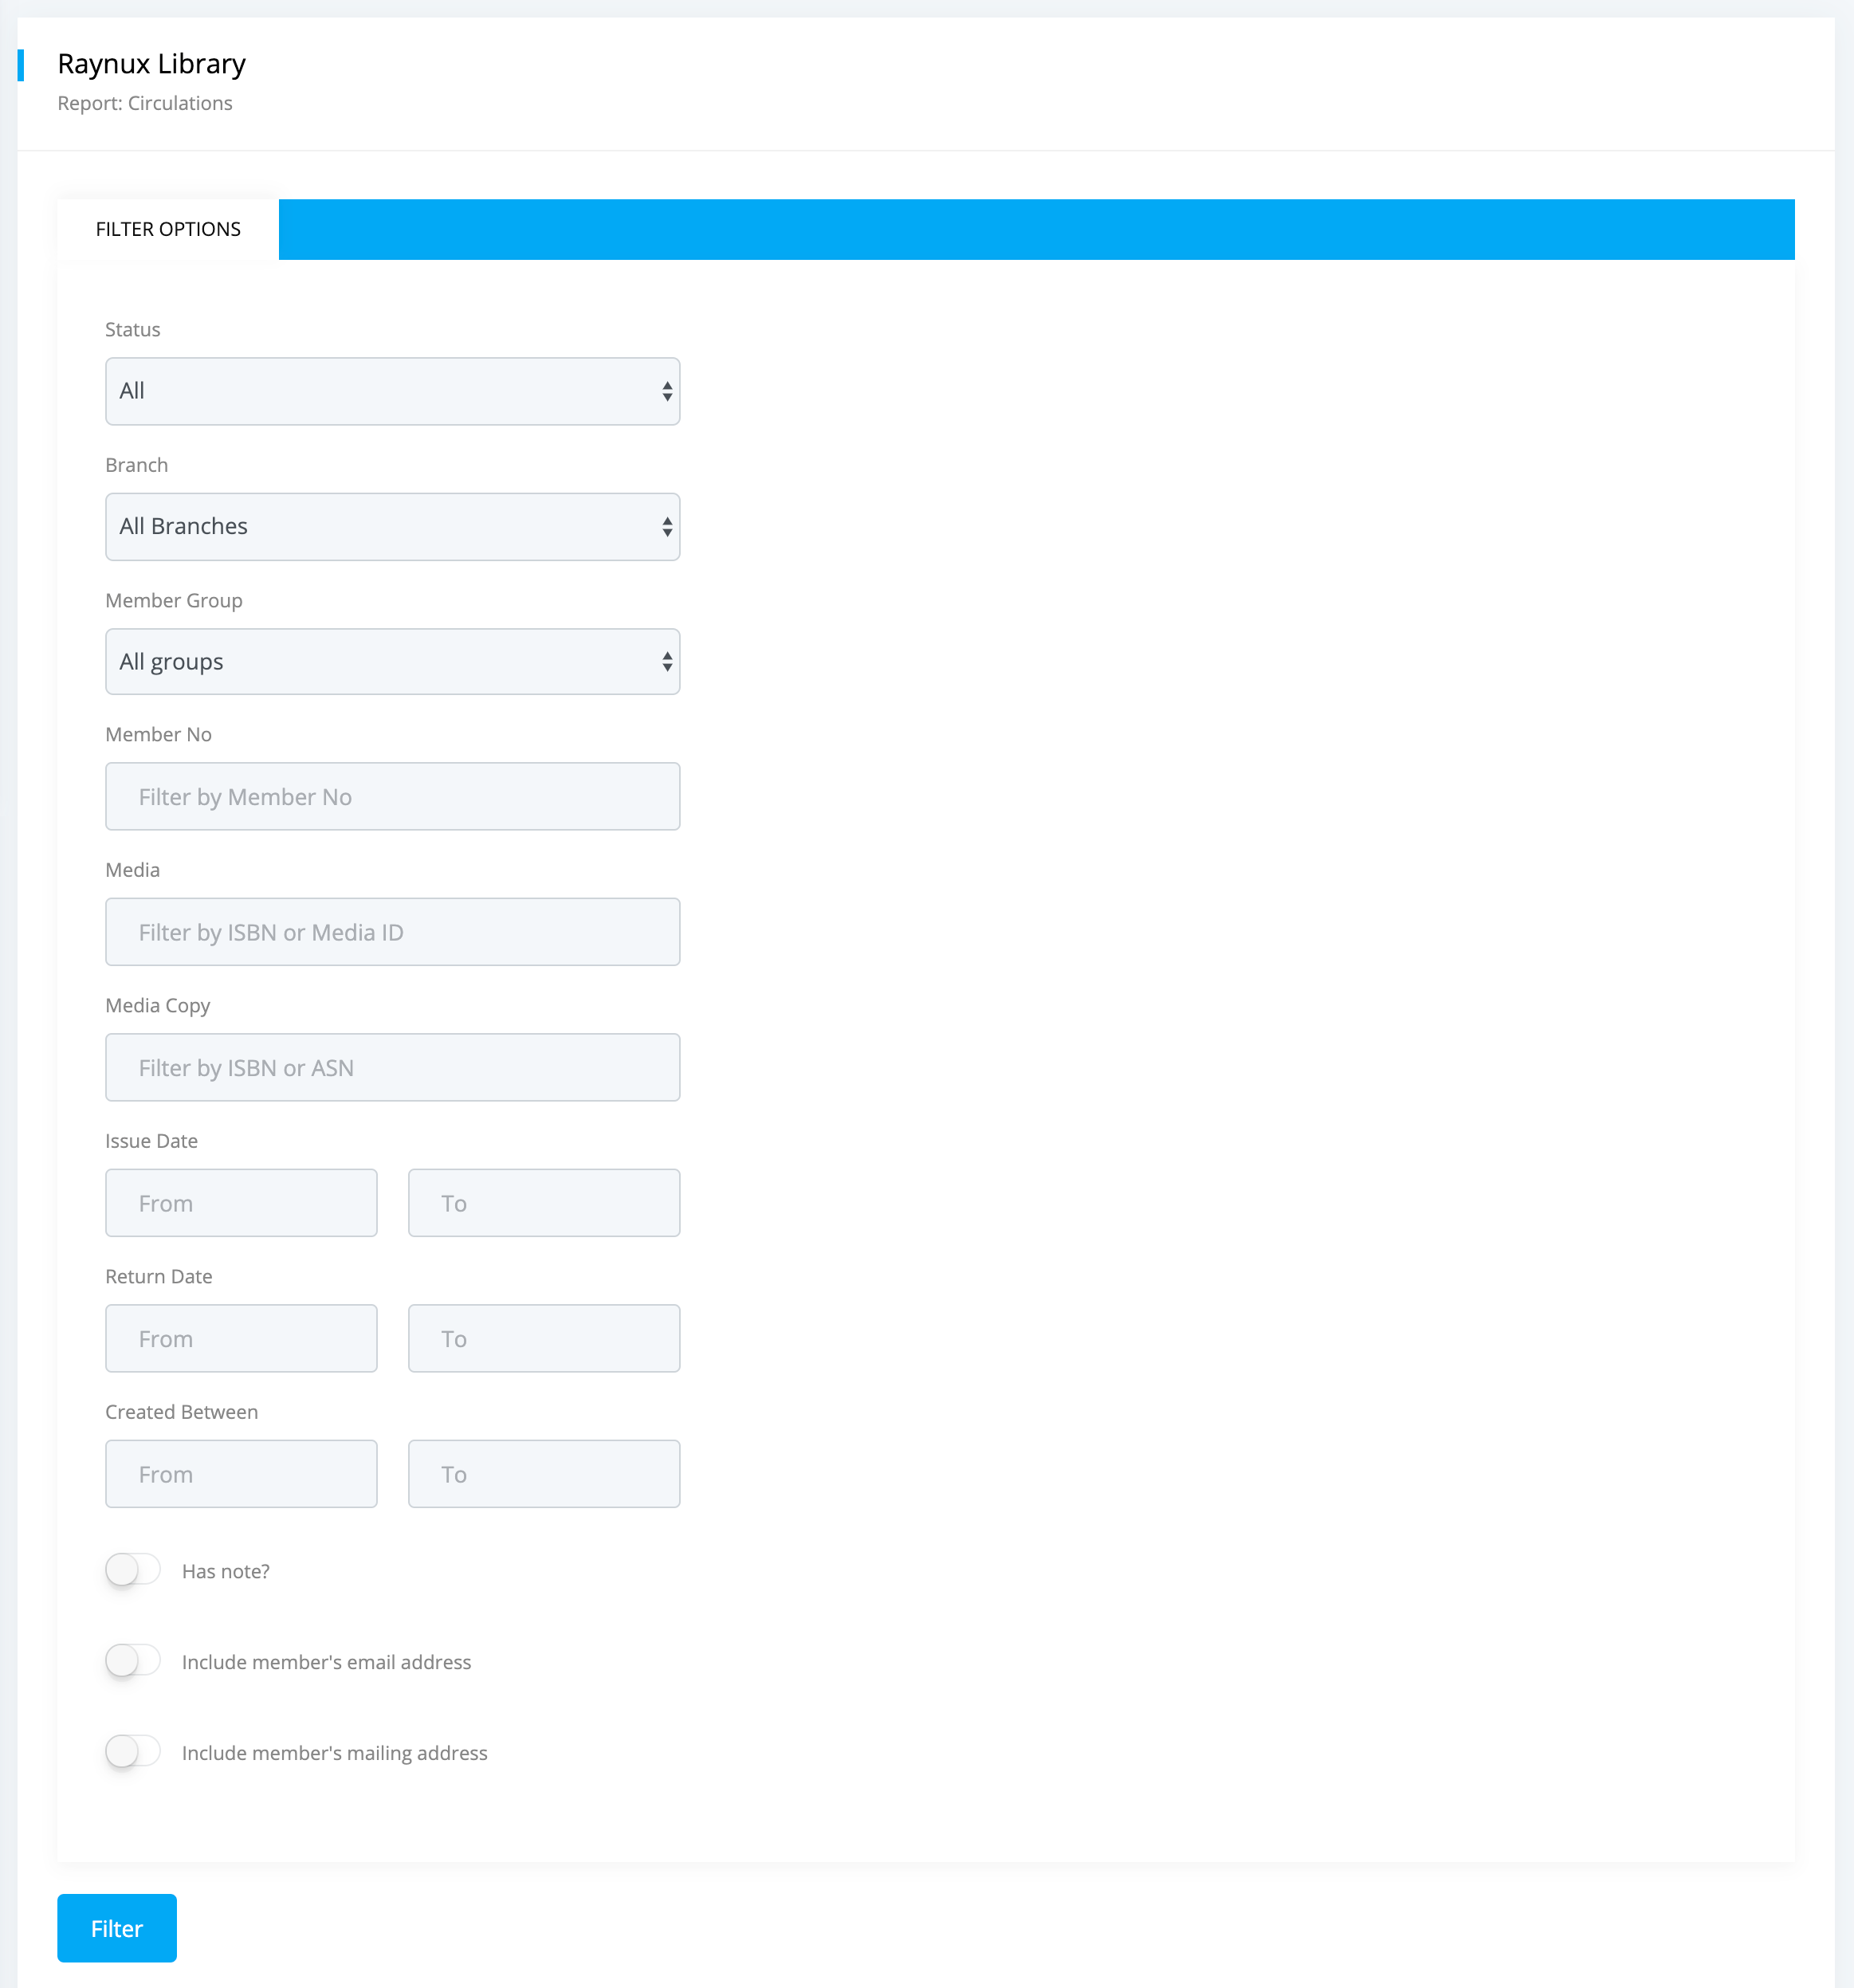 Raynux Library
Report: Circulations
FILTER OPTIONS
Status
All
Branch
All Branches
Member Group
All groups
Member No
Filter by Member No
Media
Filter by ISBN or Media ID
Media Copy
Filter by ISBN or ASN
Issue Date
From To
Return Date
From To
Created Between
From To
Has note?
Include member's email address
Include member's mailing address
Filter